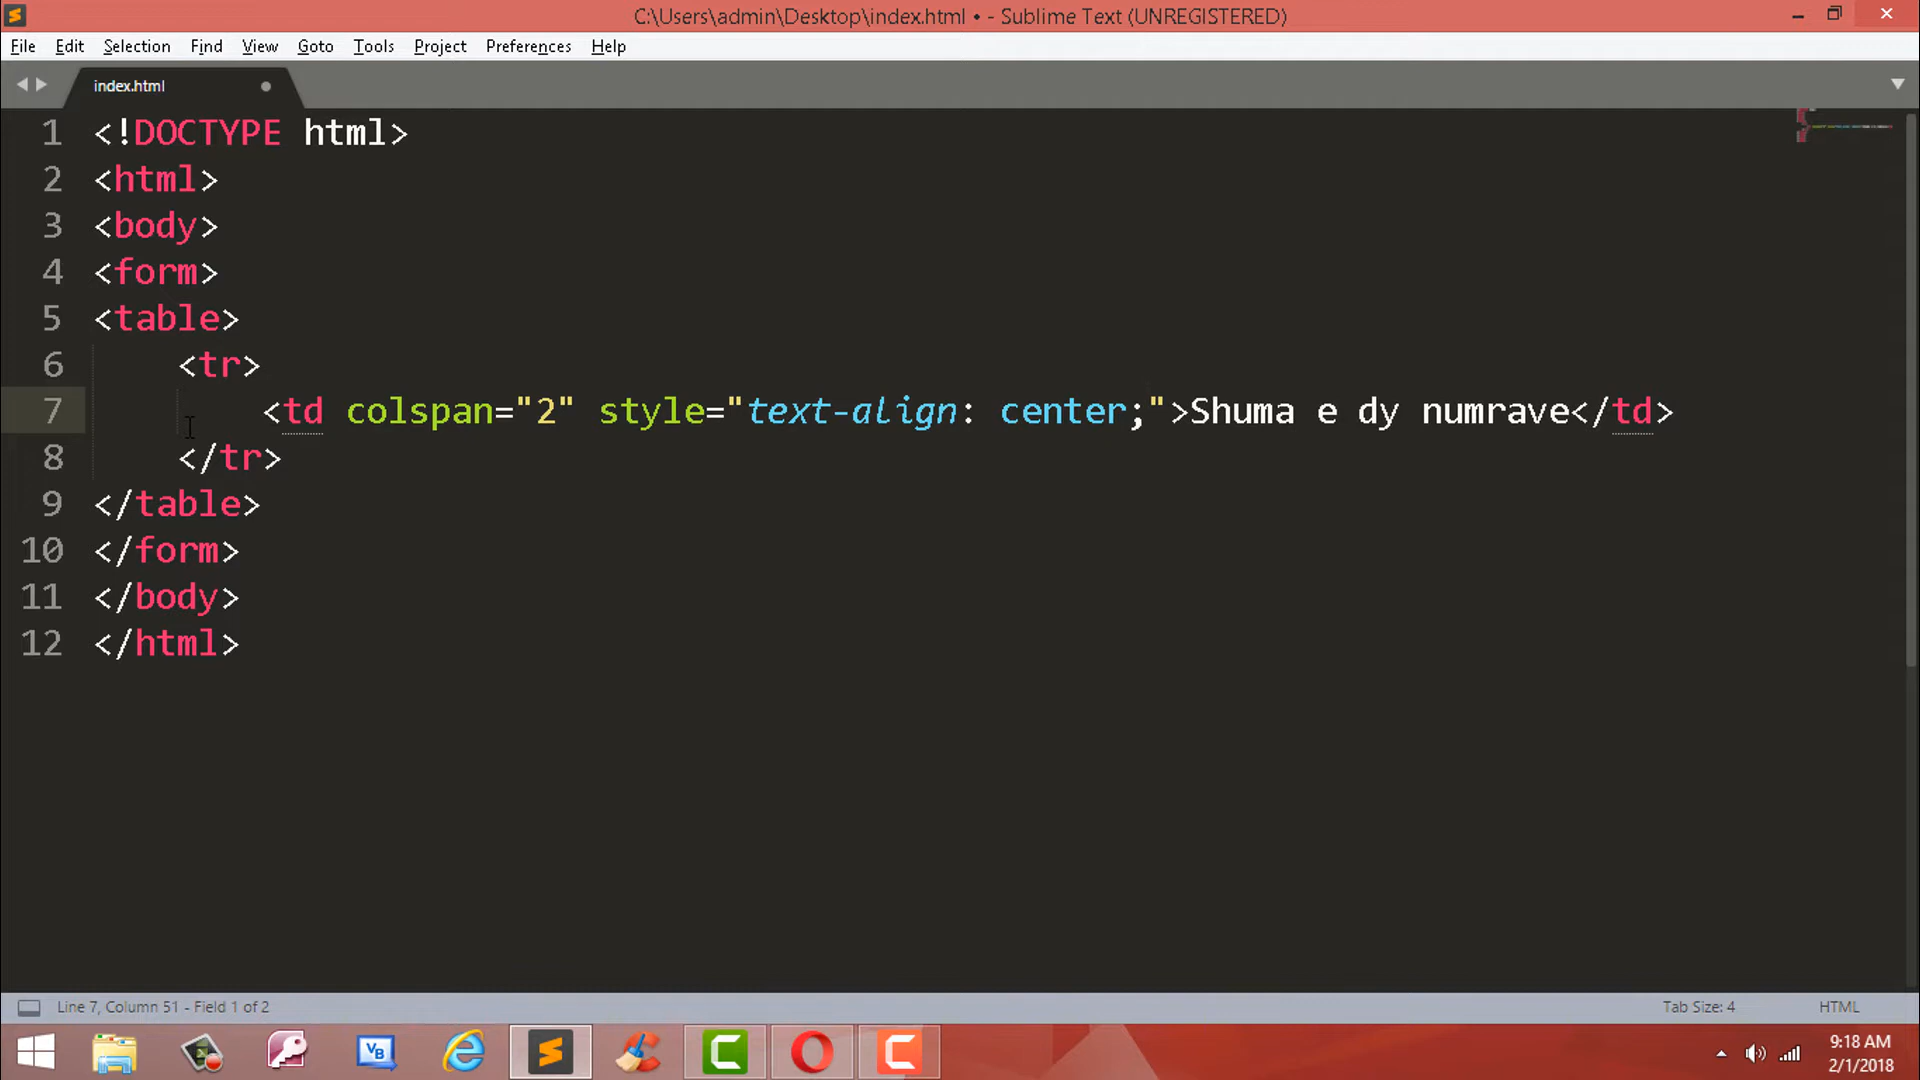 C:\Users\admin\Desktop\index.html • - Sublime Text (UNREGISTERED)
File Edit Selection Find View Goto Tools Project Preferences Help
index.html
1 <!DOCTYPE html>
2 <html>
3 <body>
4 <form>
5 <table>
6 <tr>
7 <td colspan="2" style="text-align: center;">Shuma e dy numrave</td>
8 </tr>
9 </table>
10 </form>
11 </body>
12 </html>
Line 7, Column 51 - Field 1 of 2
Tab Size: 4
HTML
VB
9:18 AM
2/1/2018